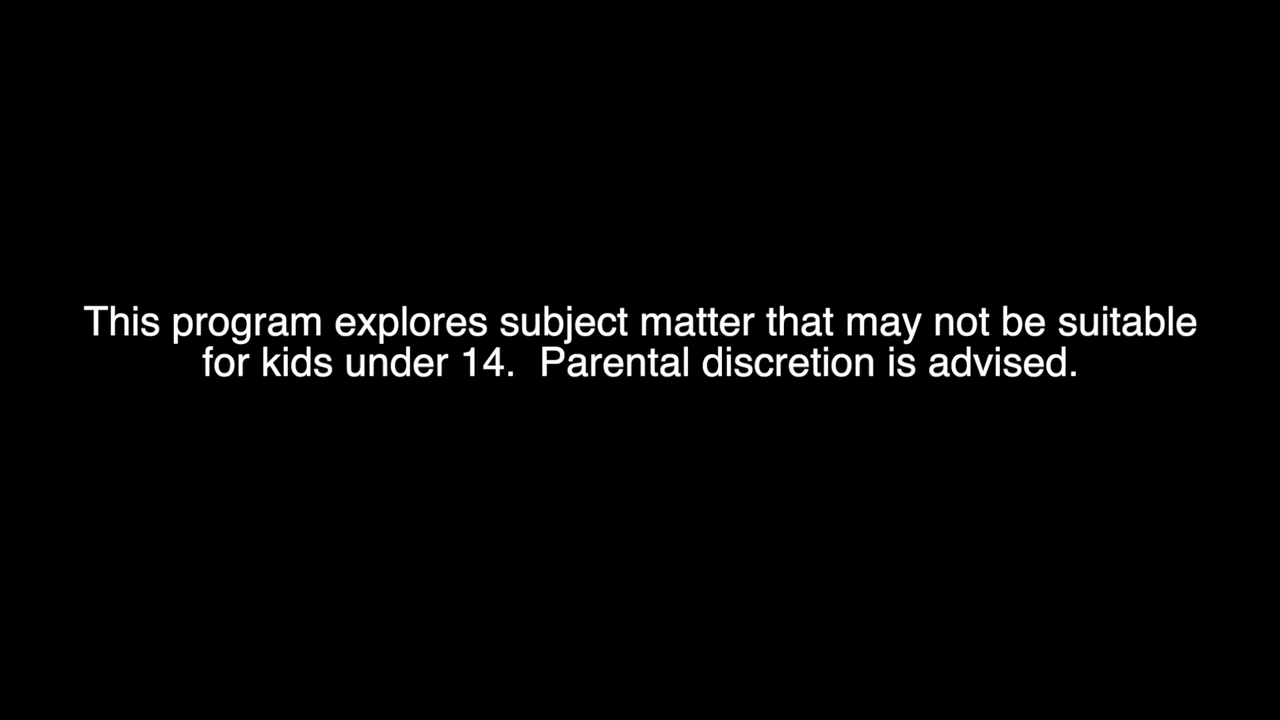 This program explores subject matter that may not be suitable
for kids under 14.  Parental discretion is advised.